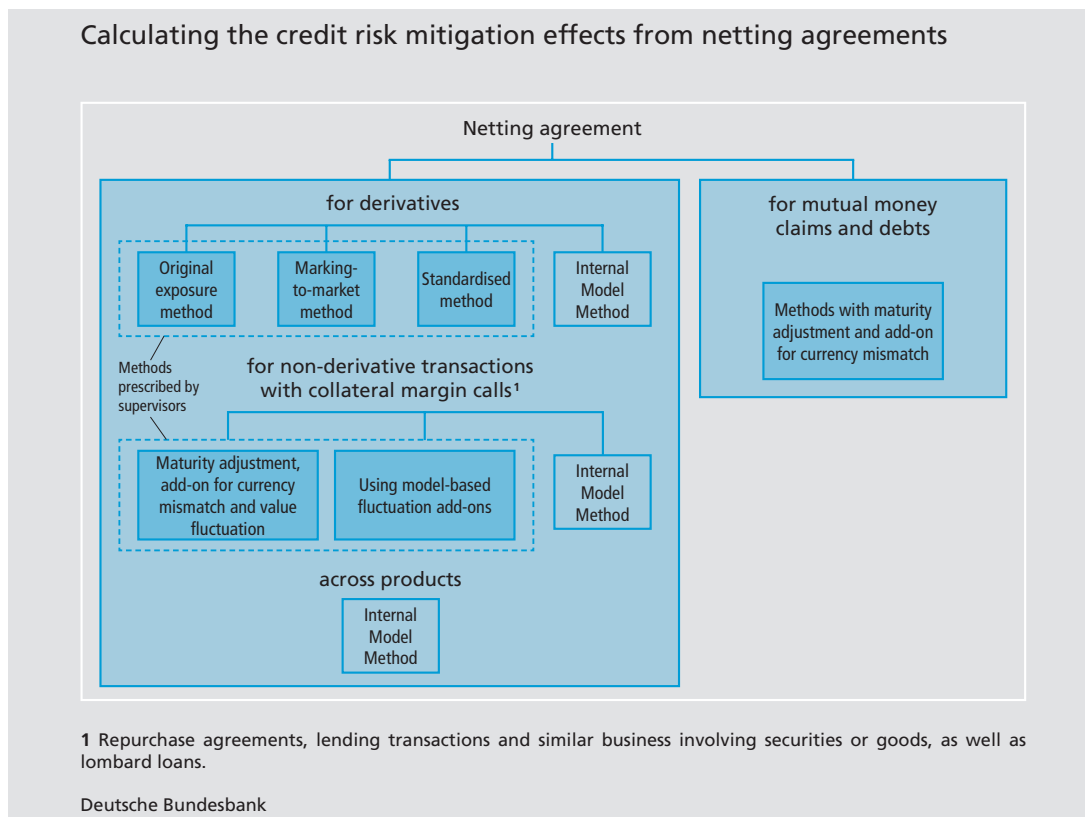 Calculating the credit risk mitigation effects from netting agreements
Netting agreement
for derivatives
Original
exposure
method
Marking-
to-market
method
Standardised
method
Internal
Model
Method
Methods
prescribed by
supervisors
for non-derivative transactions
with collateral margin calls¹
Maturity adjustment,
add-on for currency
mismatch and value
fluctuation
Using model-based
fluctuation add-ons
Internal
Model
Method
across products
Internal
Model
Method
for mutual money
claims and debts
Methods with maturity
adjustment and add-on
for currency mismatch
1 Repurchase agreements, lending transactions and similar business involving securities or goods, as well as
lombard loans.
Deutsche Bundesbank